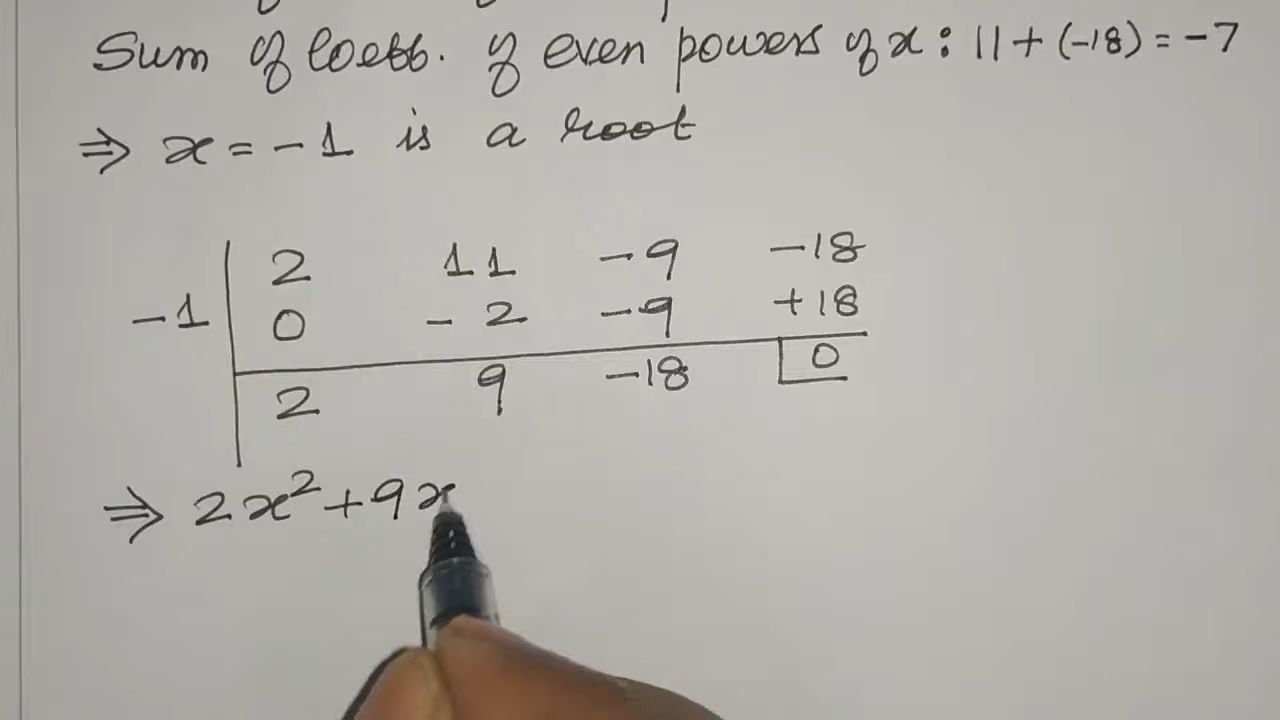 Sum of Coeff. of even powers of x : 11 + (-18) = -7
⇒ x = -1 is a root
2 11 -9 -18
-1 0 -2 -9 +18
2 9 -18 0
⇒ 2x² + 9x